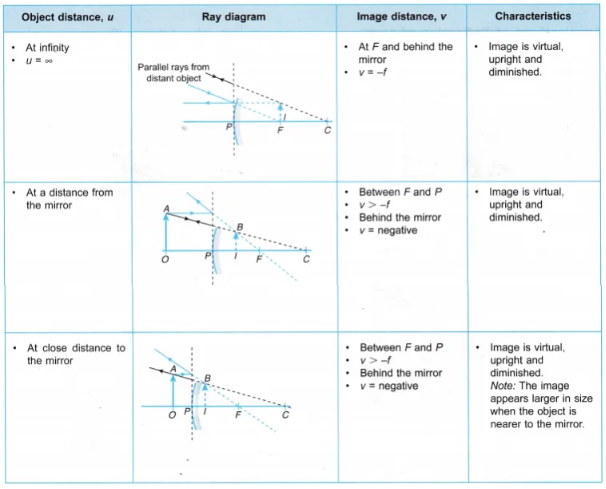 Object distance, u
Ray diagram
Image distance, v
Characteristics
• At infinity
• u = ∞
Parallel rays from
distant object
P
I
F
C
• At F and behind the
mirror
• v = –f
• Image is virtual,
upright and
diminished.
• At a distance from
the mirror
A
B
O
P
I
F
C
• Between F and P
• v > –f
• Behind the mirror
• v = negative
• Image is virtual,
upright and
diminished.
• At close distance to
the mirror
A
B
O
P
I
F
C
• Between F and P
• v > –f
• Behind the mirror
• v = negative
• Image is virtual,
upright and
diminished.
Note: The image
appears larger in size
when the object is
nearer to the mirror.